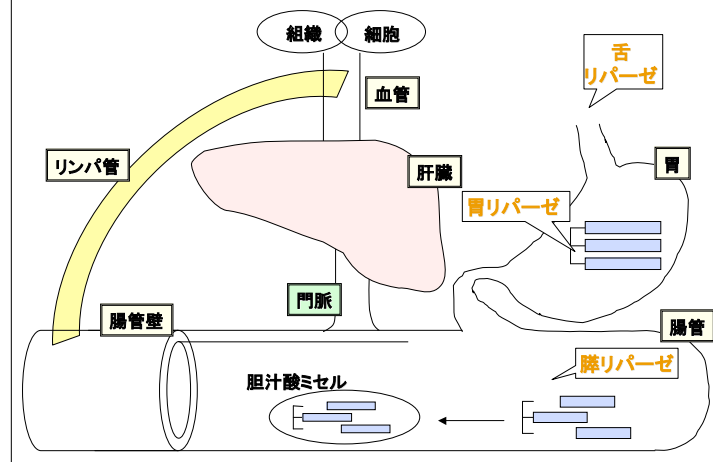 組織
細胞
舌
リパーゼ
血管
リンパ管
肝臓
胃
胃リパーゼ
門脈
腸管壁
腸管
膵リパーゼ
胆汁酸ミセル